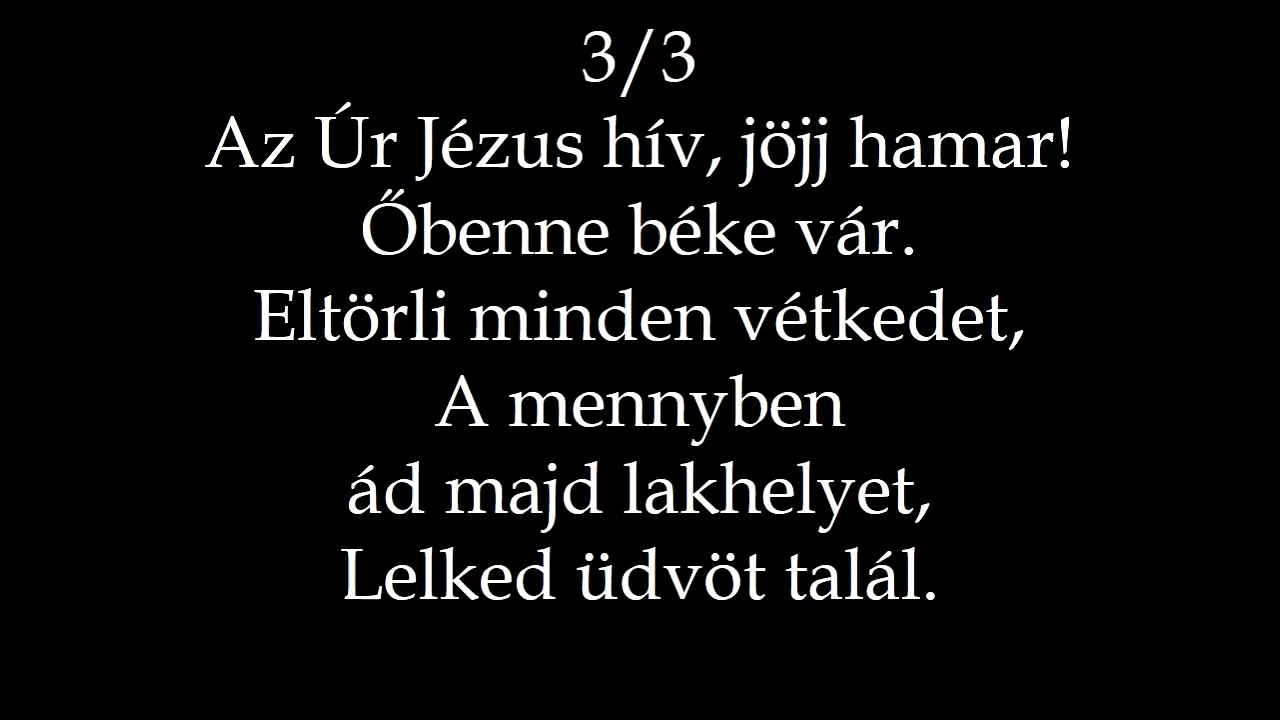 3/3
Az Úr Jézus hív, jöjj hamar!
Őbenne béke vár.
Eltörli minden vétkedet,
A mennyben
ád majd lakhelyet,
Lelked üdvöt talál.